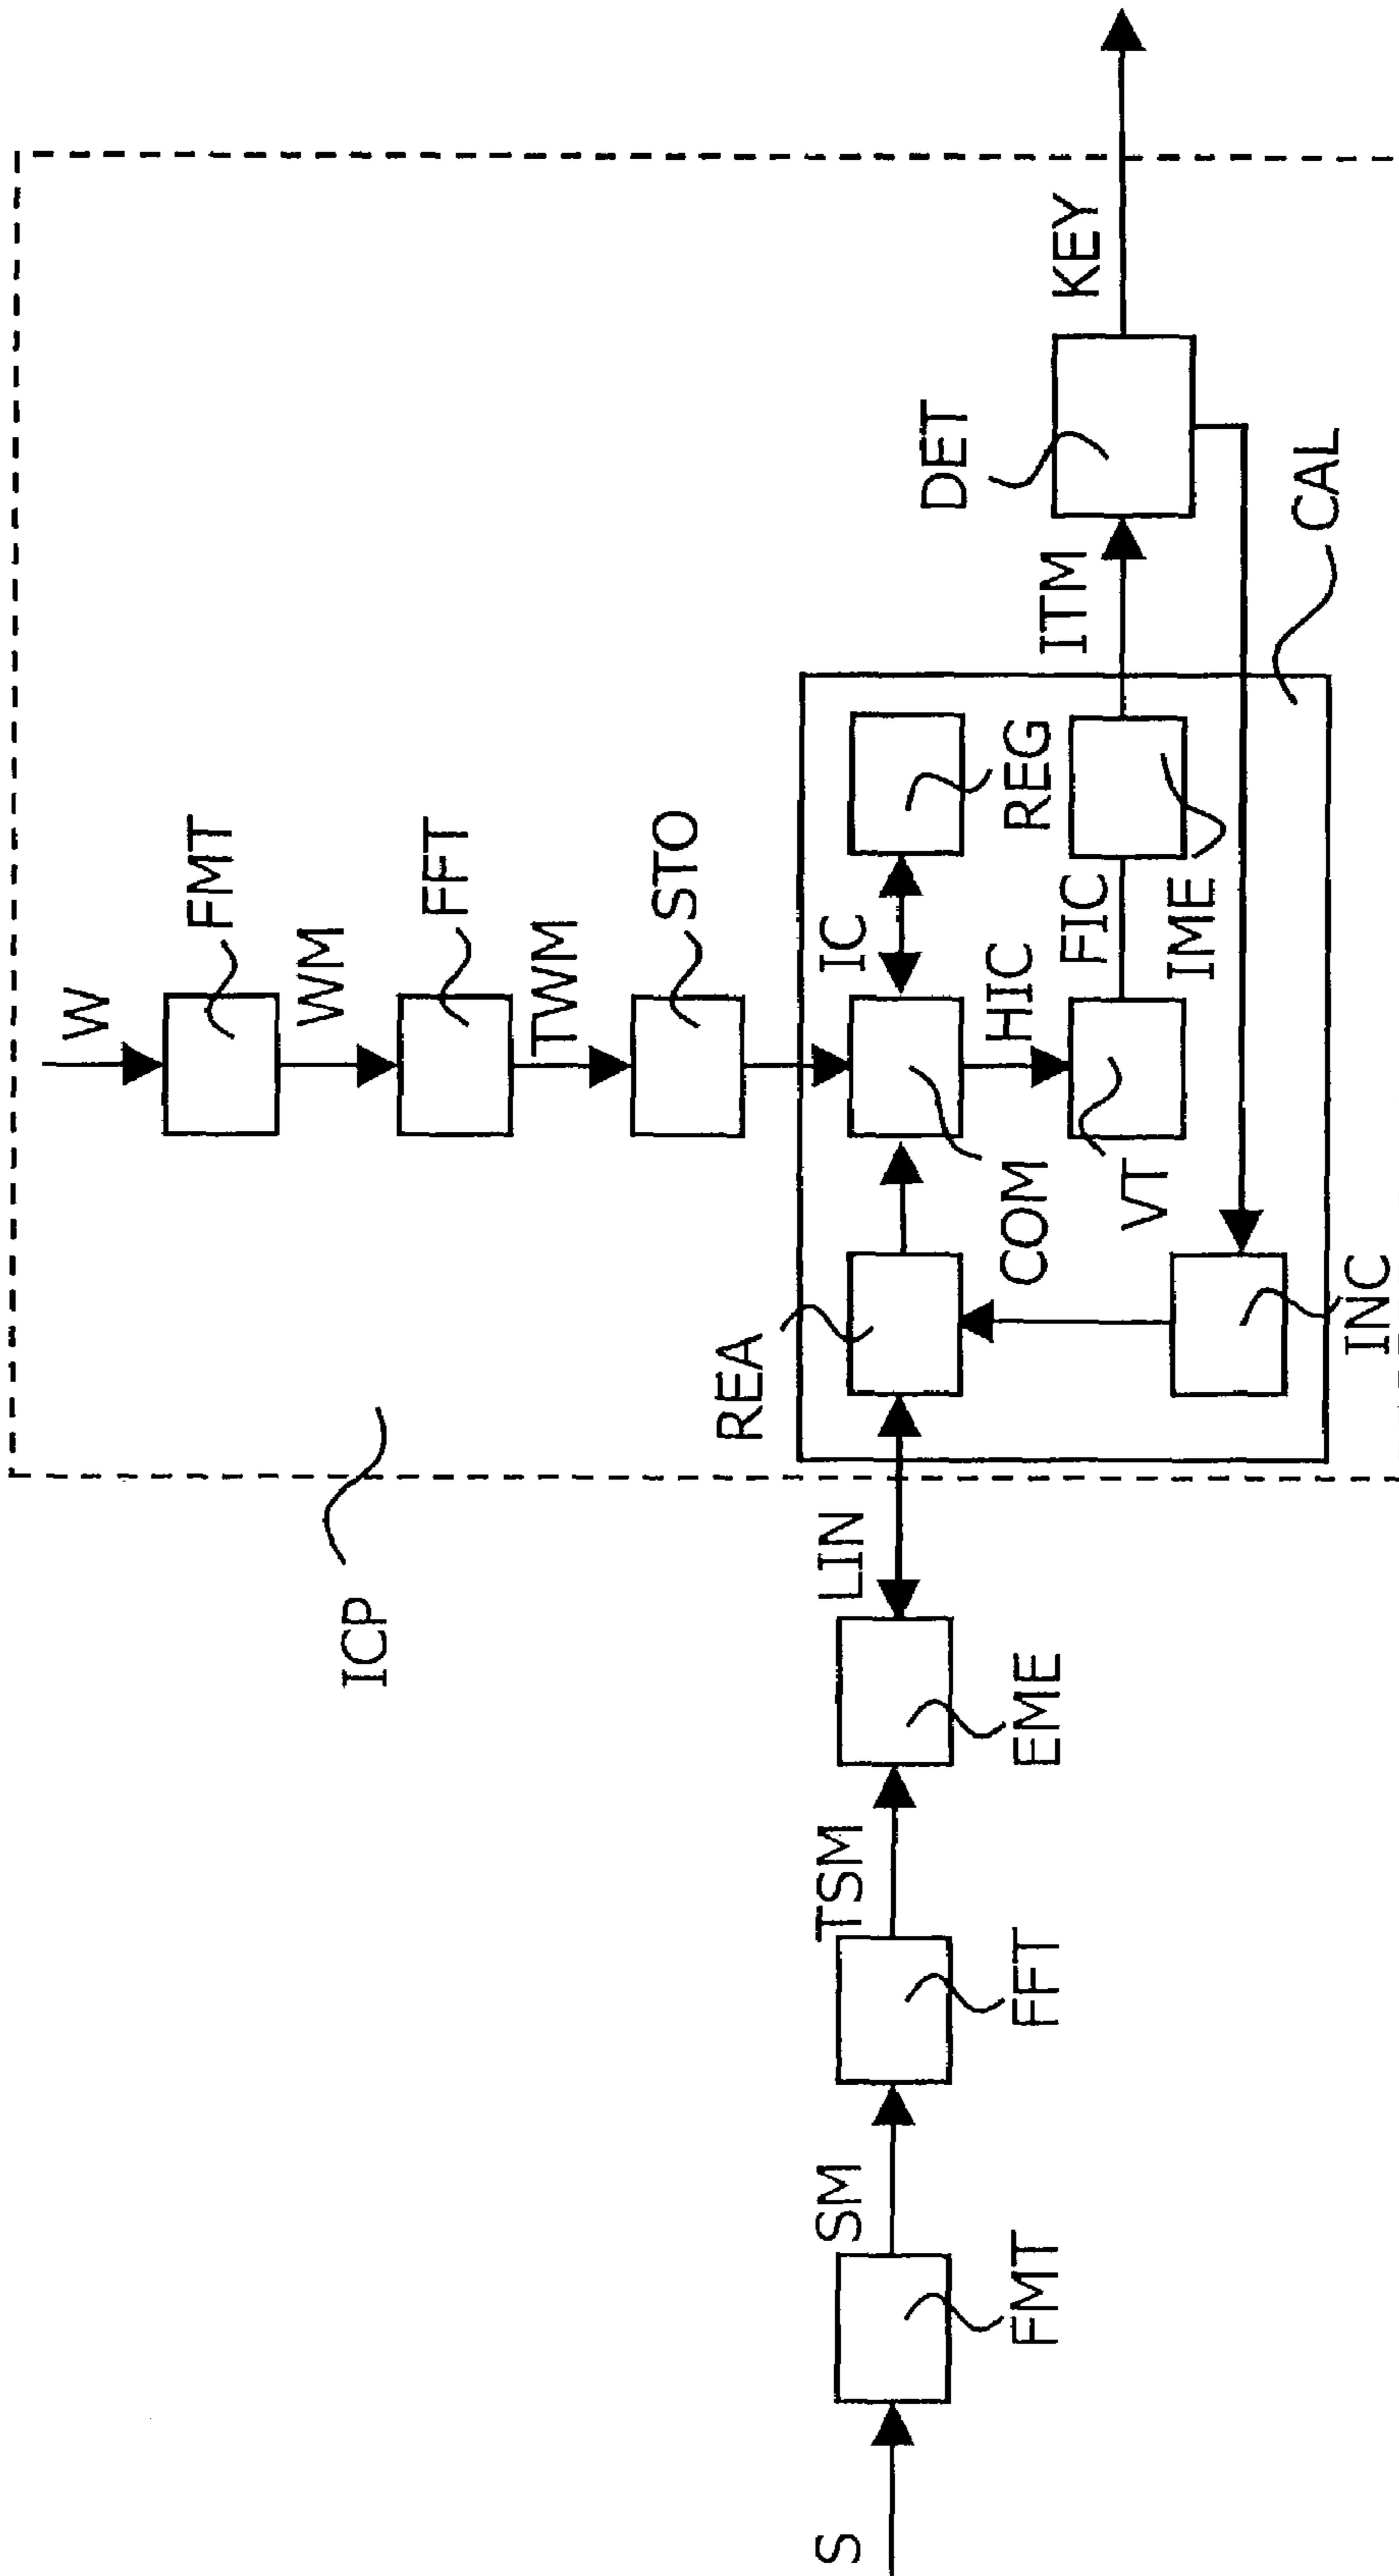 W
FMT
WM
FFT
TWM
STO
ICP
REA
LIN
IC
REG
COM
HIC
VT
FIC
IME
ITM
DET
KEY
CAL
INC
S
FMT
SM
FFT
TSM
EME